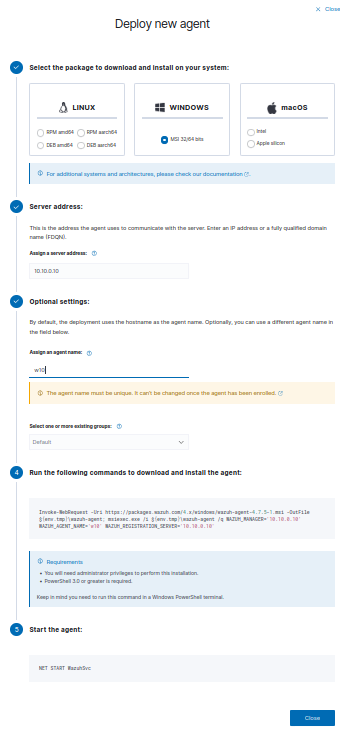 Close
Deploy new agent
Select the package to download and install on your system:
LINUX
WINDOWS
macOS
RPM amd64
RPM aarch64
DEB amd64
DEB aarch64
MSI 32/64 bits
Intel
Apple silicon
For additional systems and architectures, please check our documentation
Server address:
This is the address the agent uses to communicate with the server. Enter an IP address or a fully qualified domain
name (FDQN).
Assign a server address:
10.10.0.10
Optional settings:
By default, the deployment uses the hostname as the agent name. Optionally, you can use a different agent name in
the field below.
Assign an agent name:
w10
The agent name must be unique. It can't be changed once the agent has been enrolled.
Select one or more existing groups:
Default
4 Run the following commands to download and install the agent:
Invoke-WebRequest -Uri https://packages.wazuh.com/4.x/windows/wazuh-agent-4.7.5-1.msi -OutFile
${env.tmp}\wazuh-agent; msiexec.exe /i ${env.tmp}\wazuh-agent /q WAZUH_MANAGER='10.10.0.10'
WAZUH_AGENT_NAME='w10' WAZUH_REGISTRATION_SERVER='10.10.0.10'
Requirements
• You will need administrator privileges to perform this installation.
• PowerShell 3.0 or greater is required.
Keep in mind you need to run this command in a Windows PowerShell terminal.
5 Start the agent:
NET START WazuhSvc
Close